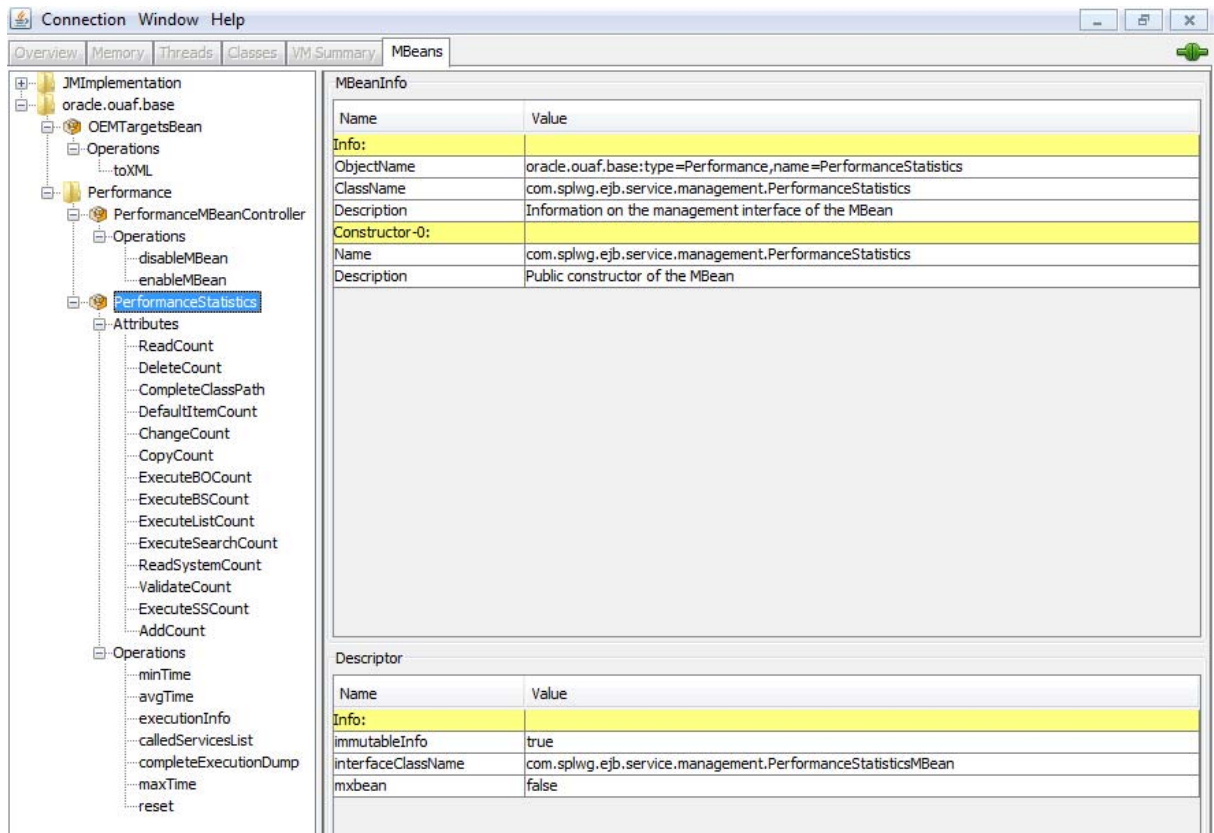 Connection Window Help
Overview Memory Threads Classes VM Summary MBeans
JMImplementation
oracle.ouaf.base
OEMTargetsBean
Operations
toXML
Performance
PerformanceMBeanController
Operations
disableMBean
enableMBean
PerformanceStatistics
Attributes
ReadCount
DeleteCount
CompleteClassPath
DefaultItemCount
ChangeCount
CopyCount
ExecuteBOCount
ExecuteBSCount
ExecuteListCount
ExecuteSearchCount
ReadSystemCount
ValidateCount
ExecuteSSCount
AddCount
Operations
minTime
avgTime
executionInfo
calledServicesList
completeExecutionDump
maxTime
reset
MBeanInfo
Name Value
Info:
ObjectName oracle.ouaf.base:type=Performance,name=PerformanceStatistics
ClassName com.splwg.ejb.service.management.PerformanceStatistics
Description Information on the management interface of the MBean
Constructor-0:
Name com.splwg.ejb.service.management.PerformanceStatistics
Description Public constructor of the MBean
Descriptor
Name Value
Info:
immutableInfo true
interfaceClassName com.splwg.ejb.service.management.PerformanceStatisticsMBean
mxbean false